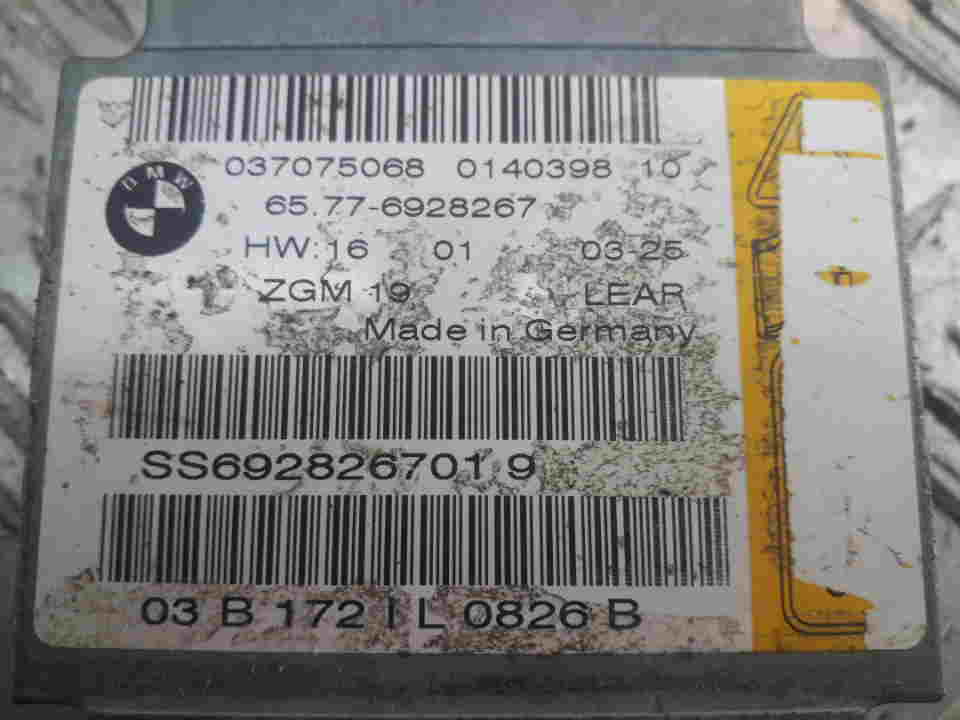 037075068 0140398 10
BMW
65.77-6928267
HW:16 01 03-25
ZGM 19 LEAR
Made in Germany
SS692826701 9
03 B 172 I L 0826 B